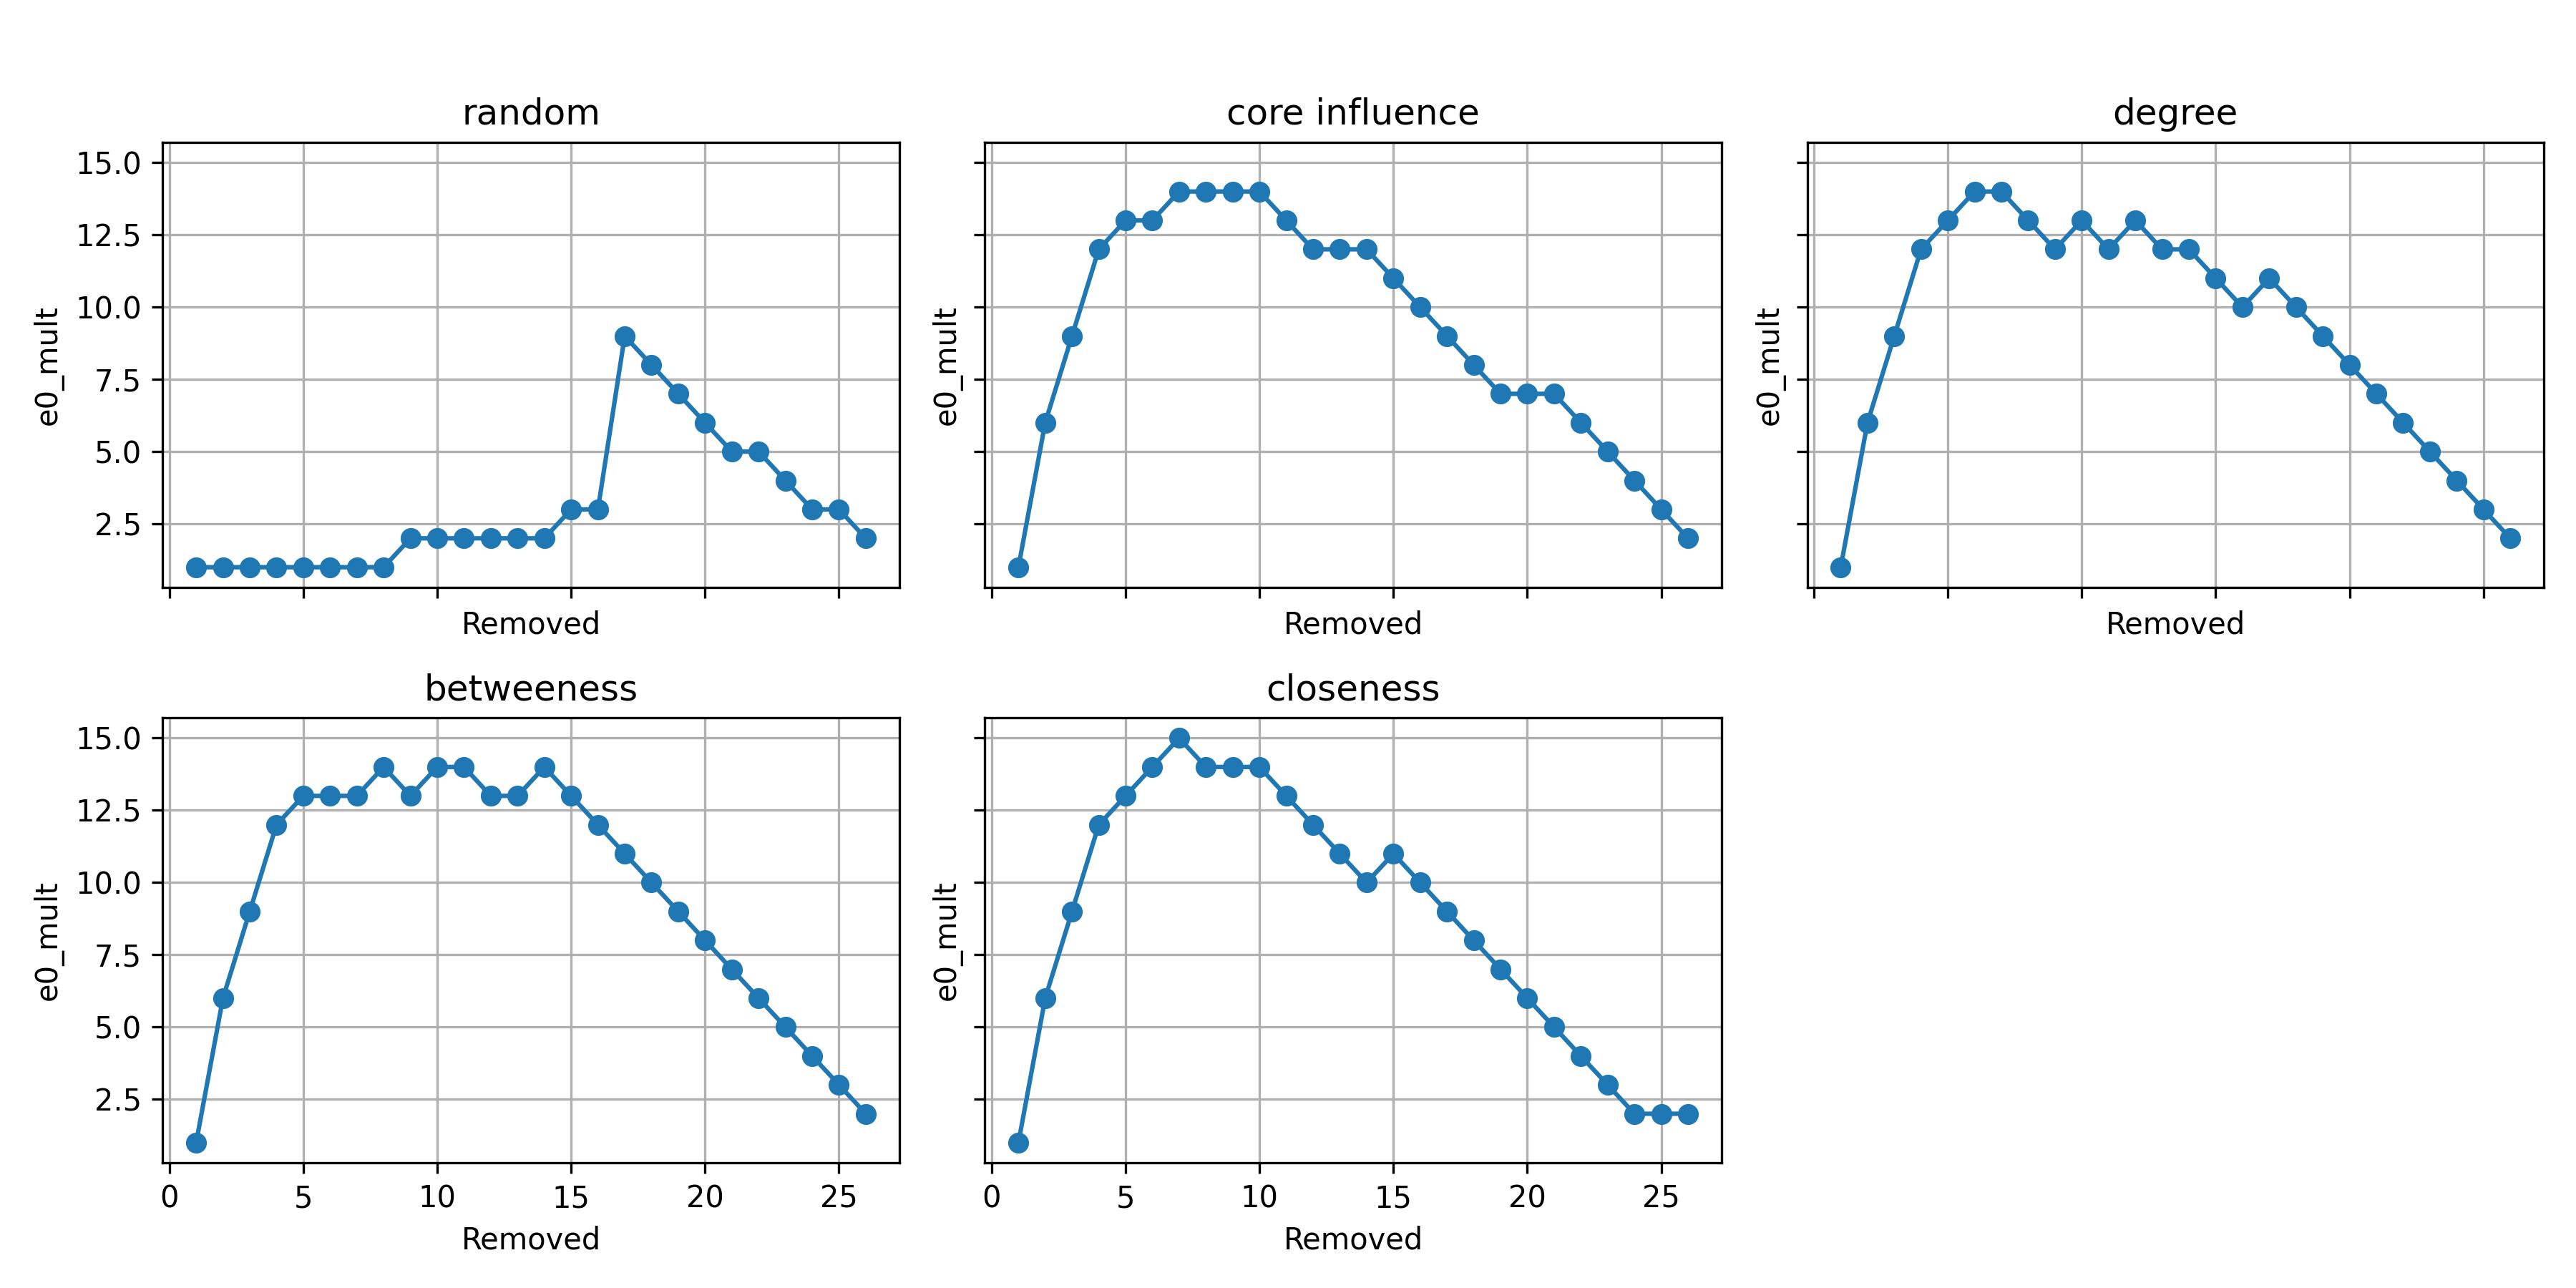 random
15.0
12.5
10.0
7.5
5.0
2.5
e0_mult
Removed
core influence
e0_mult
Removed
degree
e0_mult
Removed
betweeness
15.0
12.5
10.0
7.5
5.0
2.5
e0_mult
0 5 10 15 20 25
Removed
closeness
e0_mult
0 5 10 15 20 25
Removed